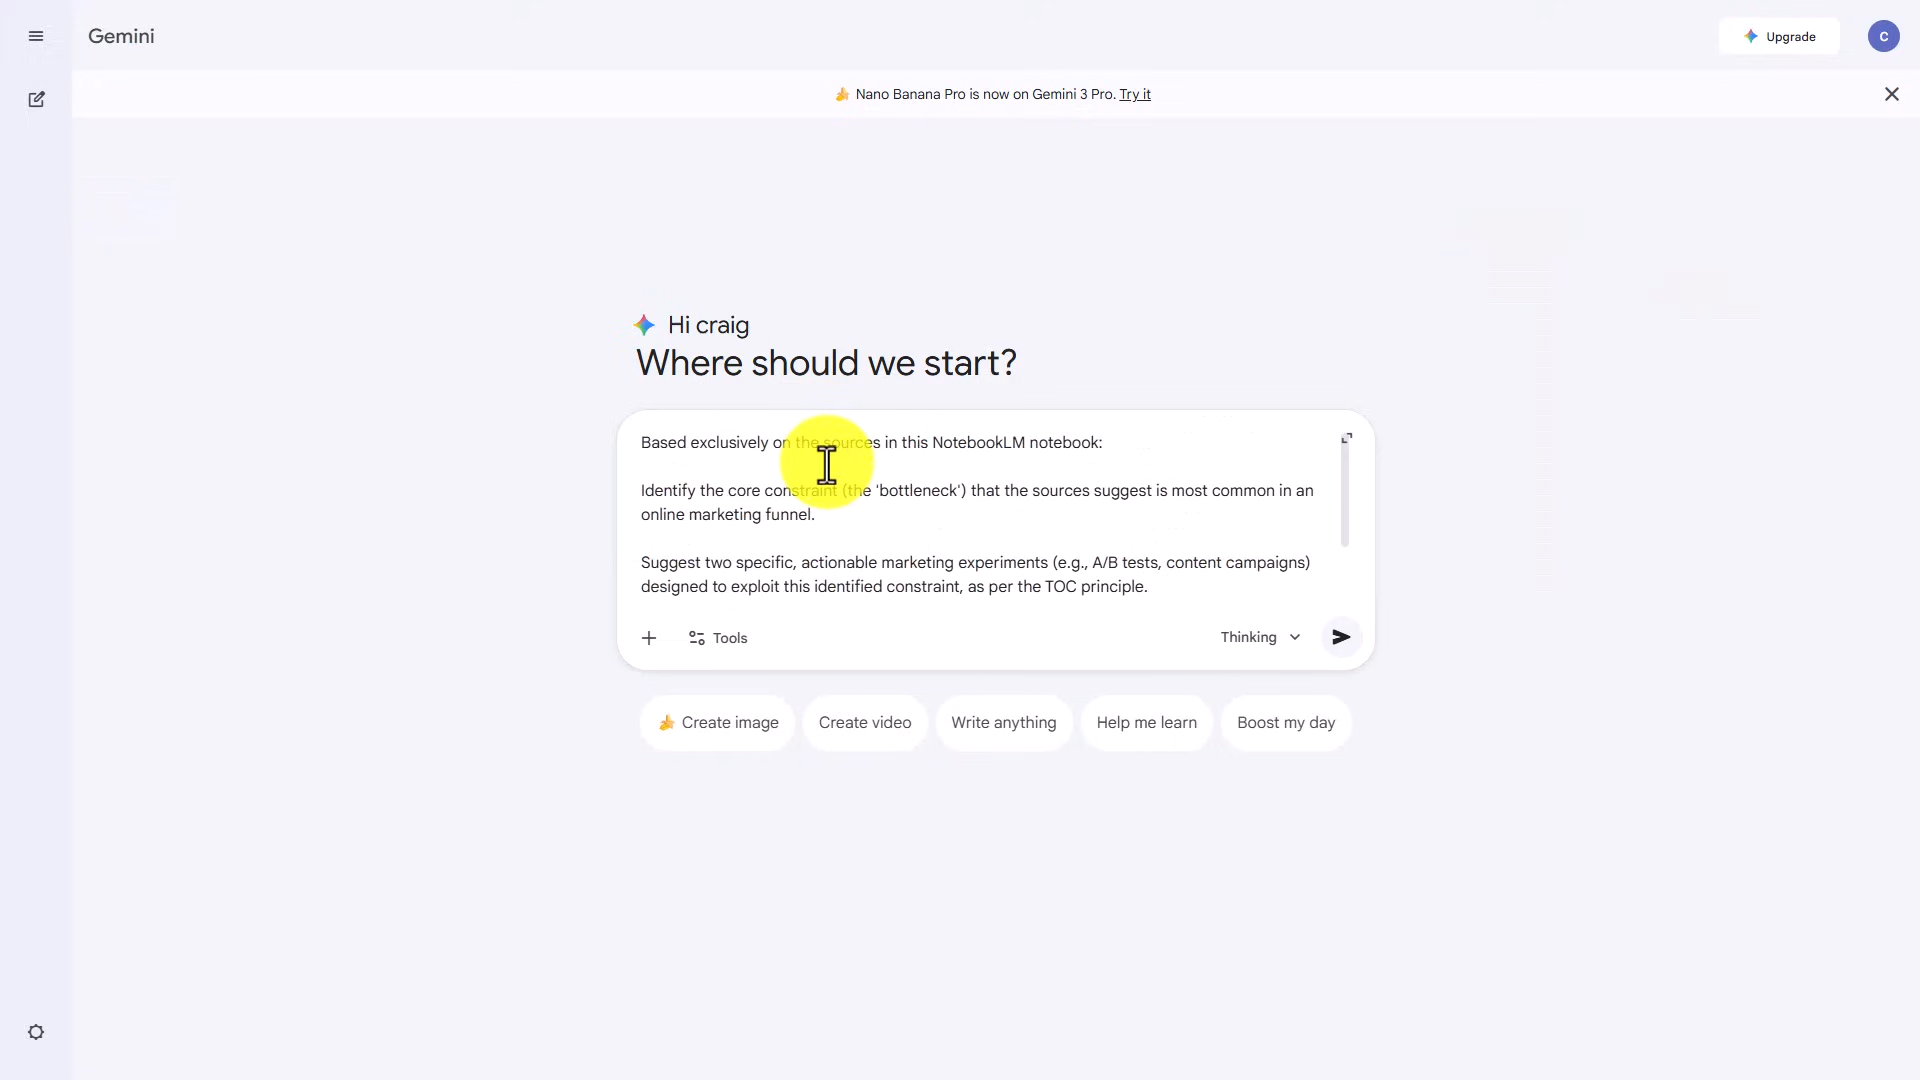 Gemini
Upgrade
C
Nano Banana Pro is now on Gemini 3 Pro. Try it
Hi craig
Where should we start?
Based exclusively on the sources in this NotebookLM notebook:
Identify the core constraint (the 'bottleneck') that the sources suggest is most common in an
online marketing funnel.
Suggest two specific, actionable marketing experiments (e.g., A/B tests, content campaigns)
designed to exploit this identified constraint, as per the TOC principle.
Tools
Thinking
Create image
Create video
Write anything
Help me learn
Boost my day